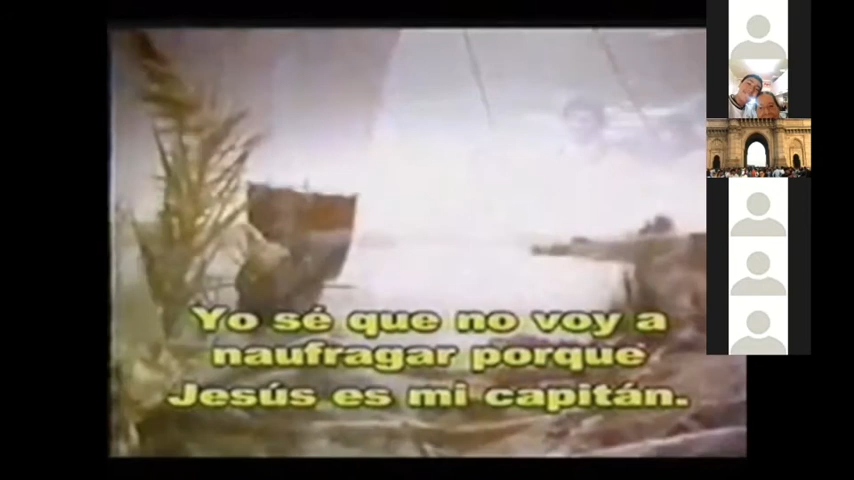 Yo sé que no voy a
naufragar porque
Jesús es mi capitán.